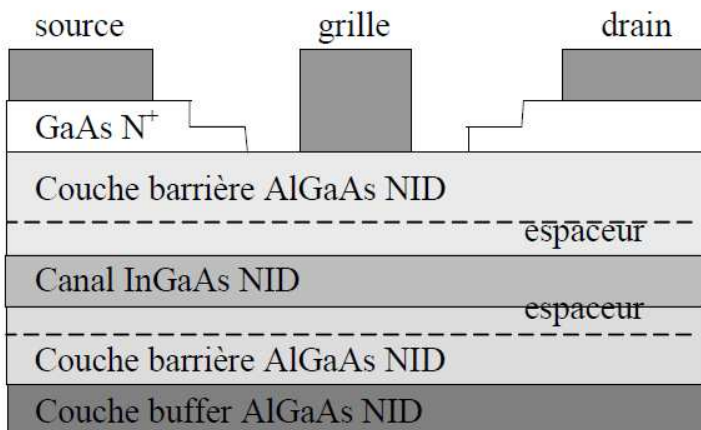 source grille drain
GaAs N⁺
Couche barrière AlGaAs NID
espaceur
Canal InGaAs NID
espaceur
Couche barrière AlGaAs NID
Couche buffer AlGaAs NID